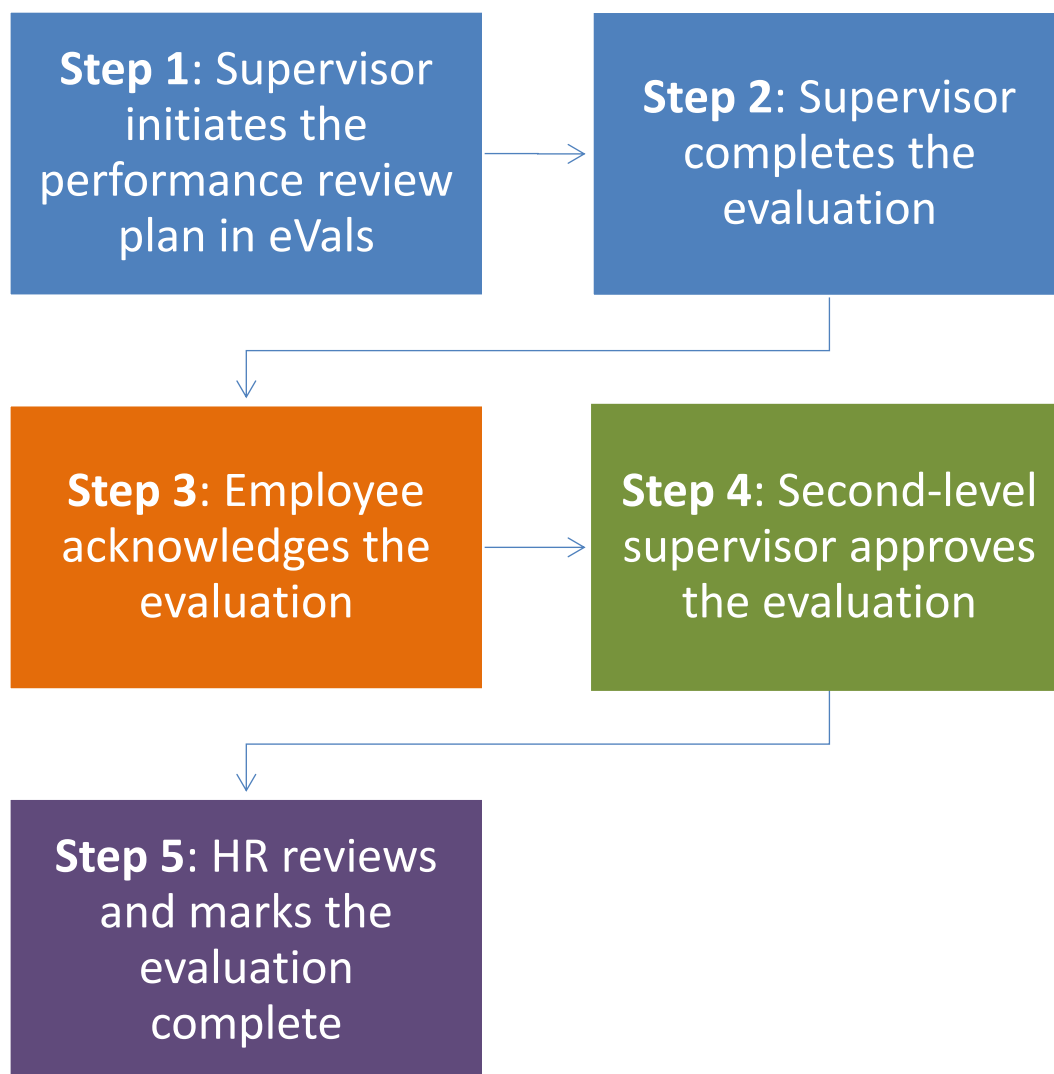 Step 1: Supervisor
initiates the
performance review
plan in eVals
Step 2: Supervisor
completes the
evaluation
Step 3: Employee
acknowledges the
evaluation
Step 4: Second-level
supervisor approves
the evaluation
Step 5: HR reviews
and marks the
evaluation
complete